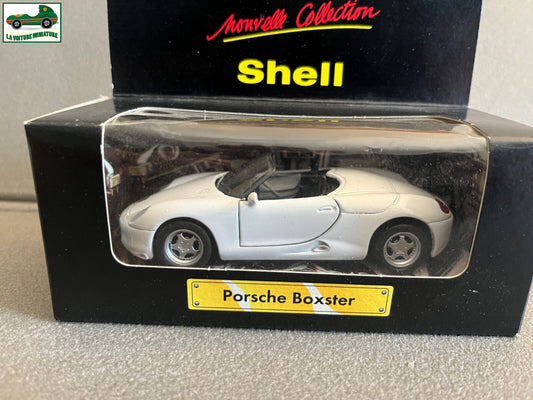 LA VOITURE MINIATURE
Nouvelle Collection
Shell
Porsche Boxster